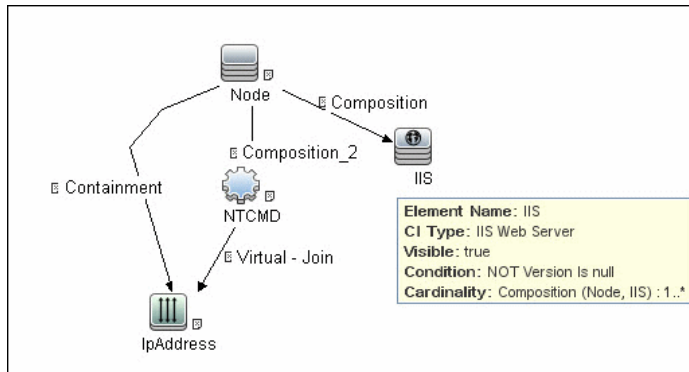 Node
Composition
Composition_2
IIS
Containment
NTCMD
Virtual - Join
IpAddress
Element Name: IIS
CI Type: IIS Web Server
Visible: true
Condition: NOT Version Is null
Cardinality: Composition (Node, IIS) : 1..*